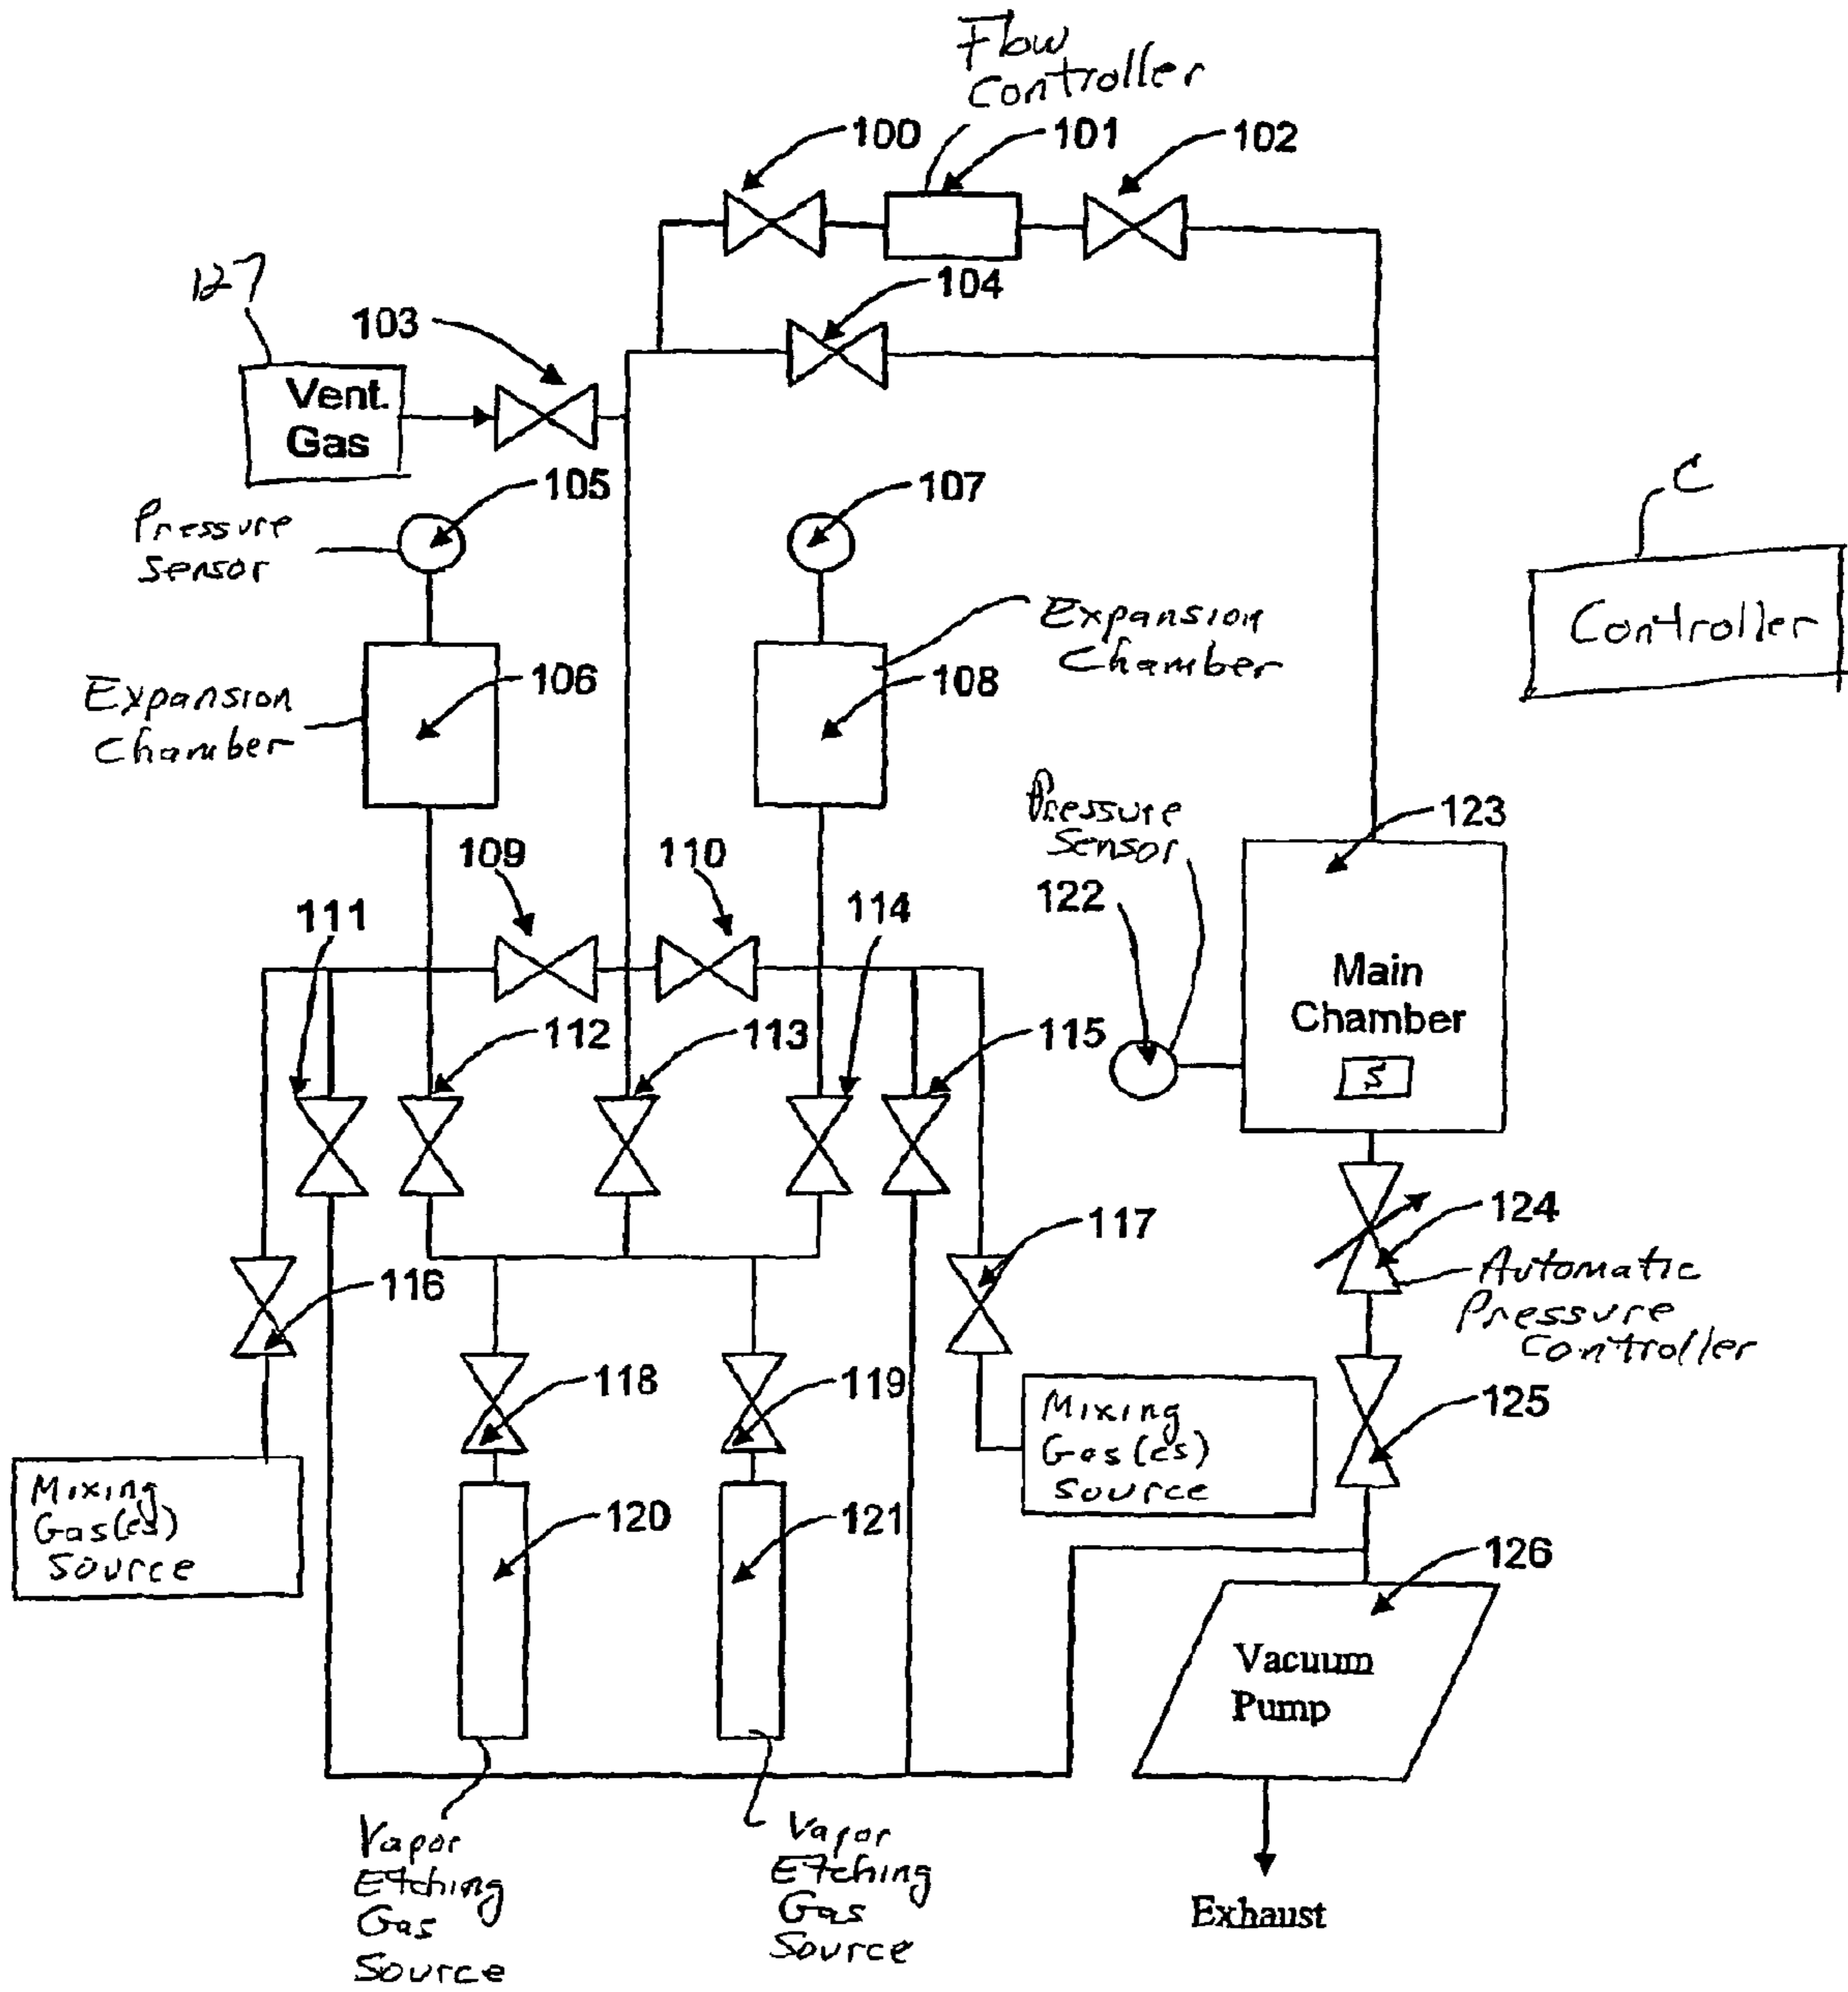 Flow
Controller
100
101
102
127
103
104
Vent.
Gas
105
107
Pressure
Sensor
C
Controller
Expansion
Chamber
106
108
Expansion
Chamber
Pressure
Sensor
122
123
109
110
111
114
Main
Chamber
S
112
113
115
116
117
124
Automatic
Pressure
Controller
118
119
125
Mixing
Gas(es)
Source
Mixing
Gas(es)
Source
120
121
126
Vacuum
Pump
Vapor
Etching
Gas
Source
Vapor
Etching
Gas
Source
Exhaust